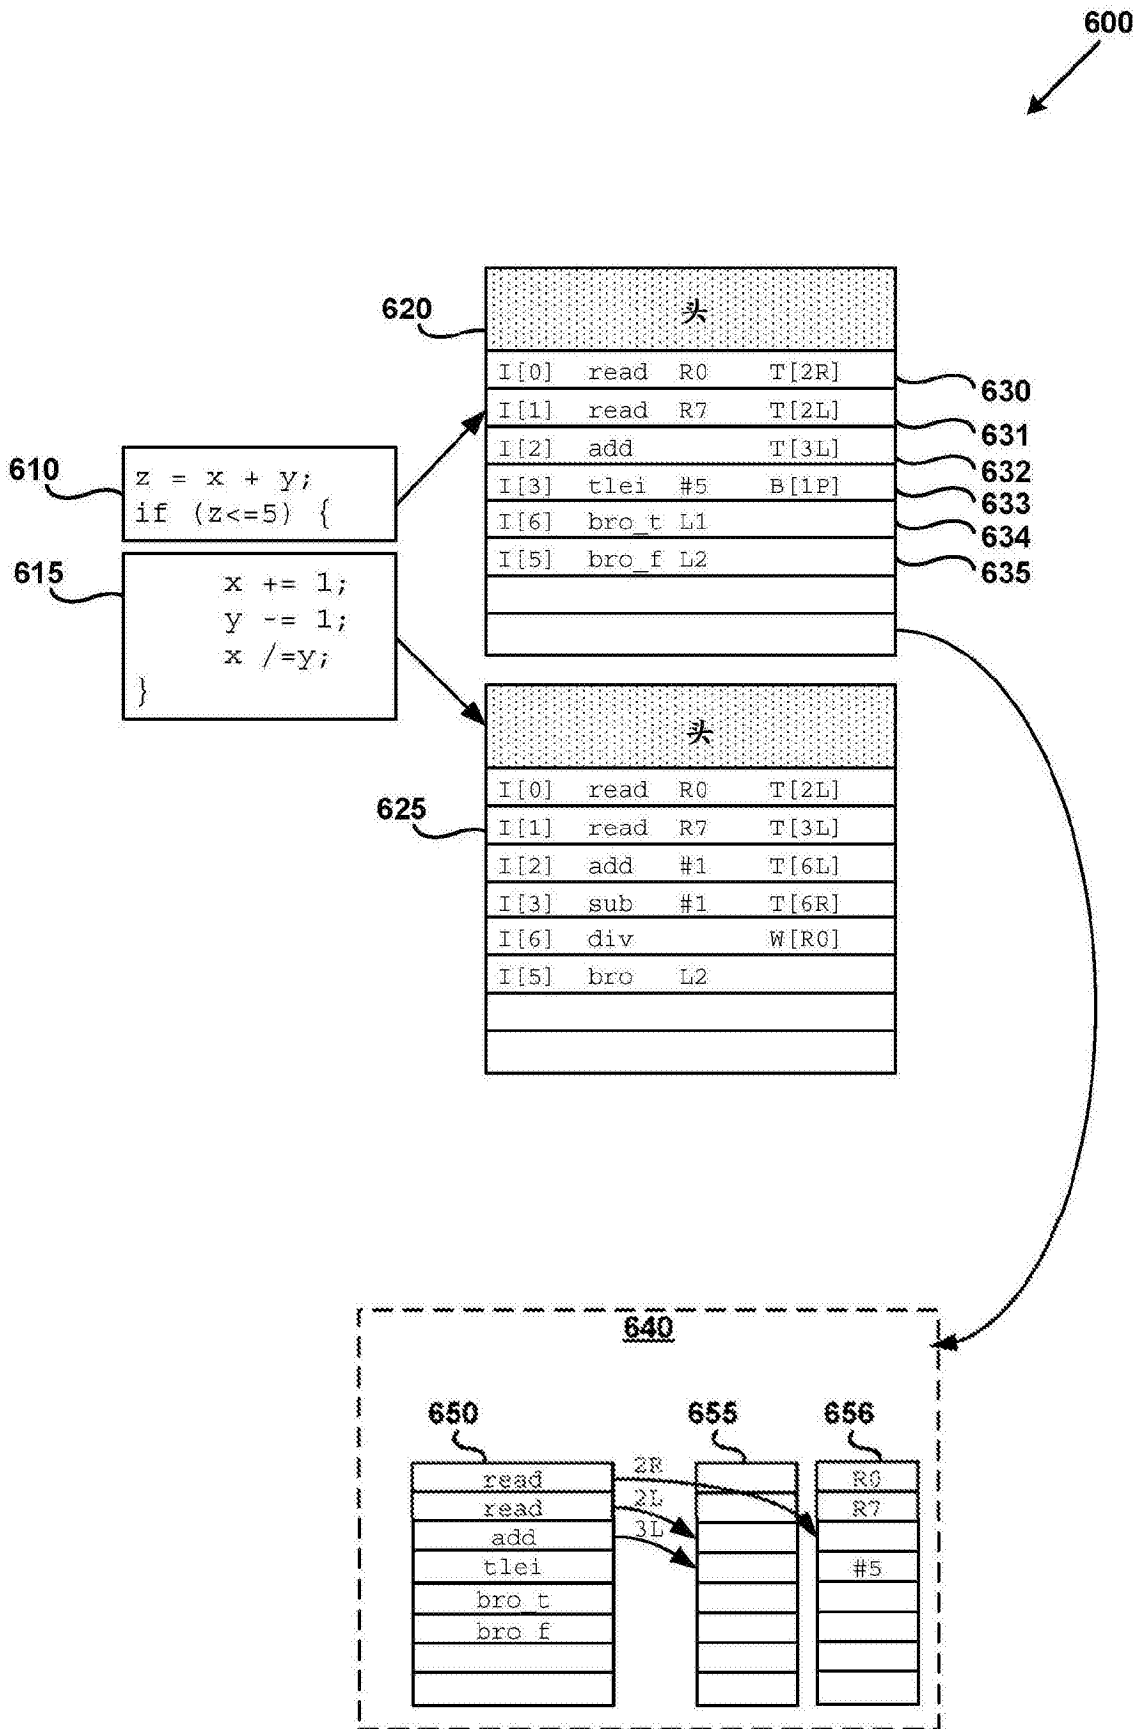 600
620
头
I[0] read R0 T[2R]
630
I[1] read R7 T[2L]
631
I[2] add T[3L]
632
I[3] tlei #5 B[1P]
633
I[6] bro_t L1
634
I[5] bro_f L2
635
610
z = x + y;
if (z<=5) {
615
x += 1;
y -= 1;
x /=y;
}
头
625
I[0] read R0 T[2L]
I[1] read R7 T[3L]
I[2] add #1 T[6L]
I[3] sub #1 T[6R]
I[6] div W[R0]
I[5] bro L2
640
650
655
656
read
2R
R0
read
2L
R7
add
3L
tlei
#5
bro_t
bro f